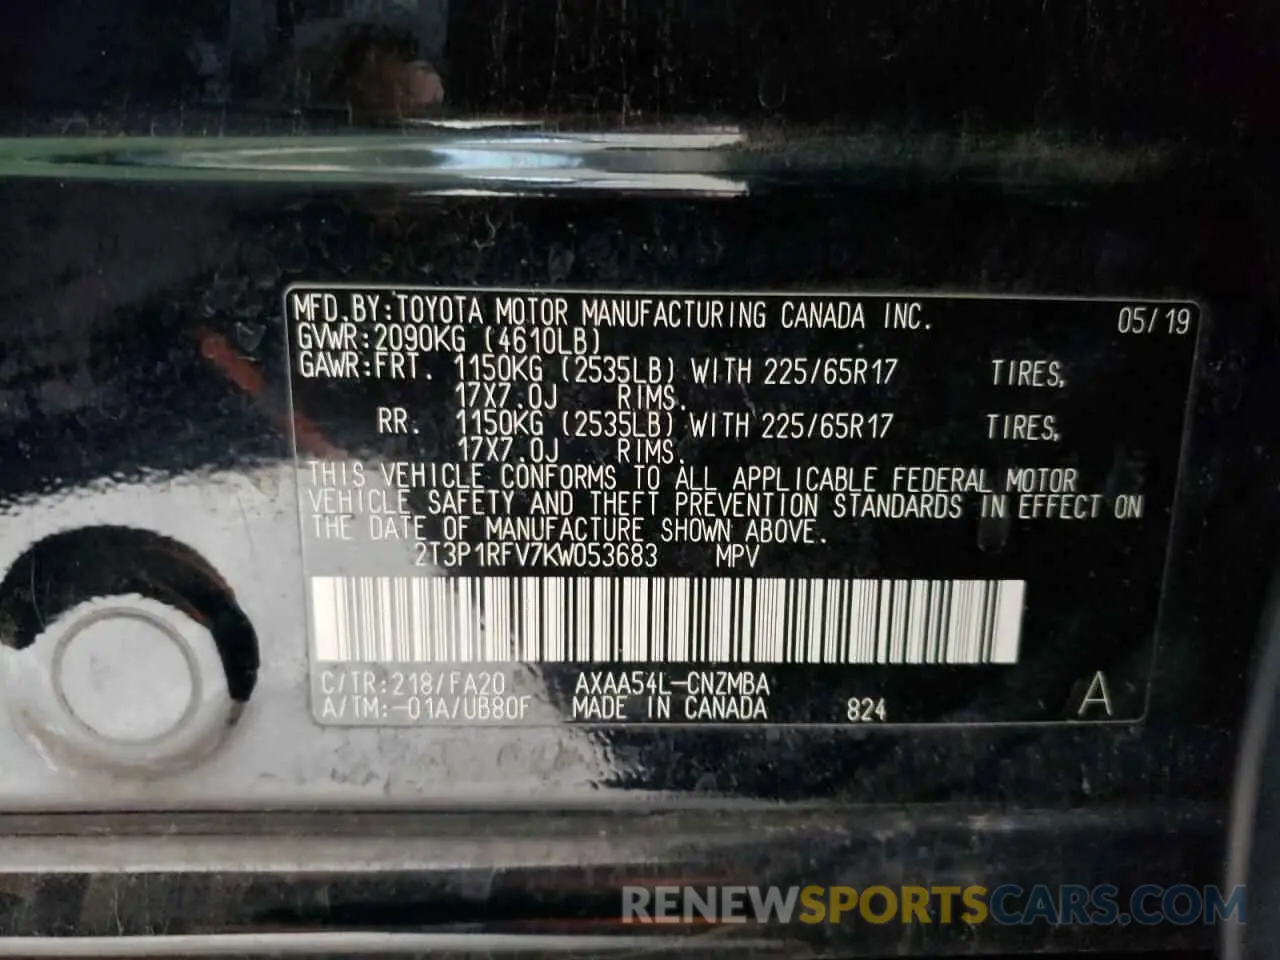 MFD.BY:TOYOTA MOTOR MANUFACTURING CANADA INC. 05/19
GVWR:2090KG (4610LB)
GAWR:FRT. 1150KG (2535LB) WITH 225/65R17 TIRES,
17X7.0J RIMS.
RR. 1150KG (2535LB) WITH 225/65R17 TIRES,
17X7.0J RIMS.
THIS VEHICLE CONFORMS TO ALL APPLICABLE FEDERAL MOTOR
VEHICLE SAFETY AND THEFT PREVENTION STANDARDS IN EFFECT ON
THE DATE OF MANUFACTURE SHOWN ABOVE.
2T3P1RFV7KW053683 MPV
C/TR:218/FA20 AXAA54L-CNZMBA
A/TM:-01A/UB80F MADE IN CANADA 824 A
RENEWSPORTSCARS.COM